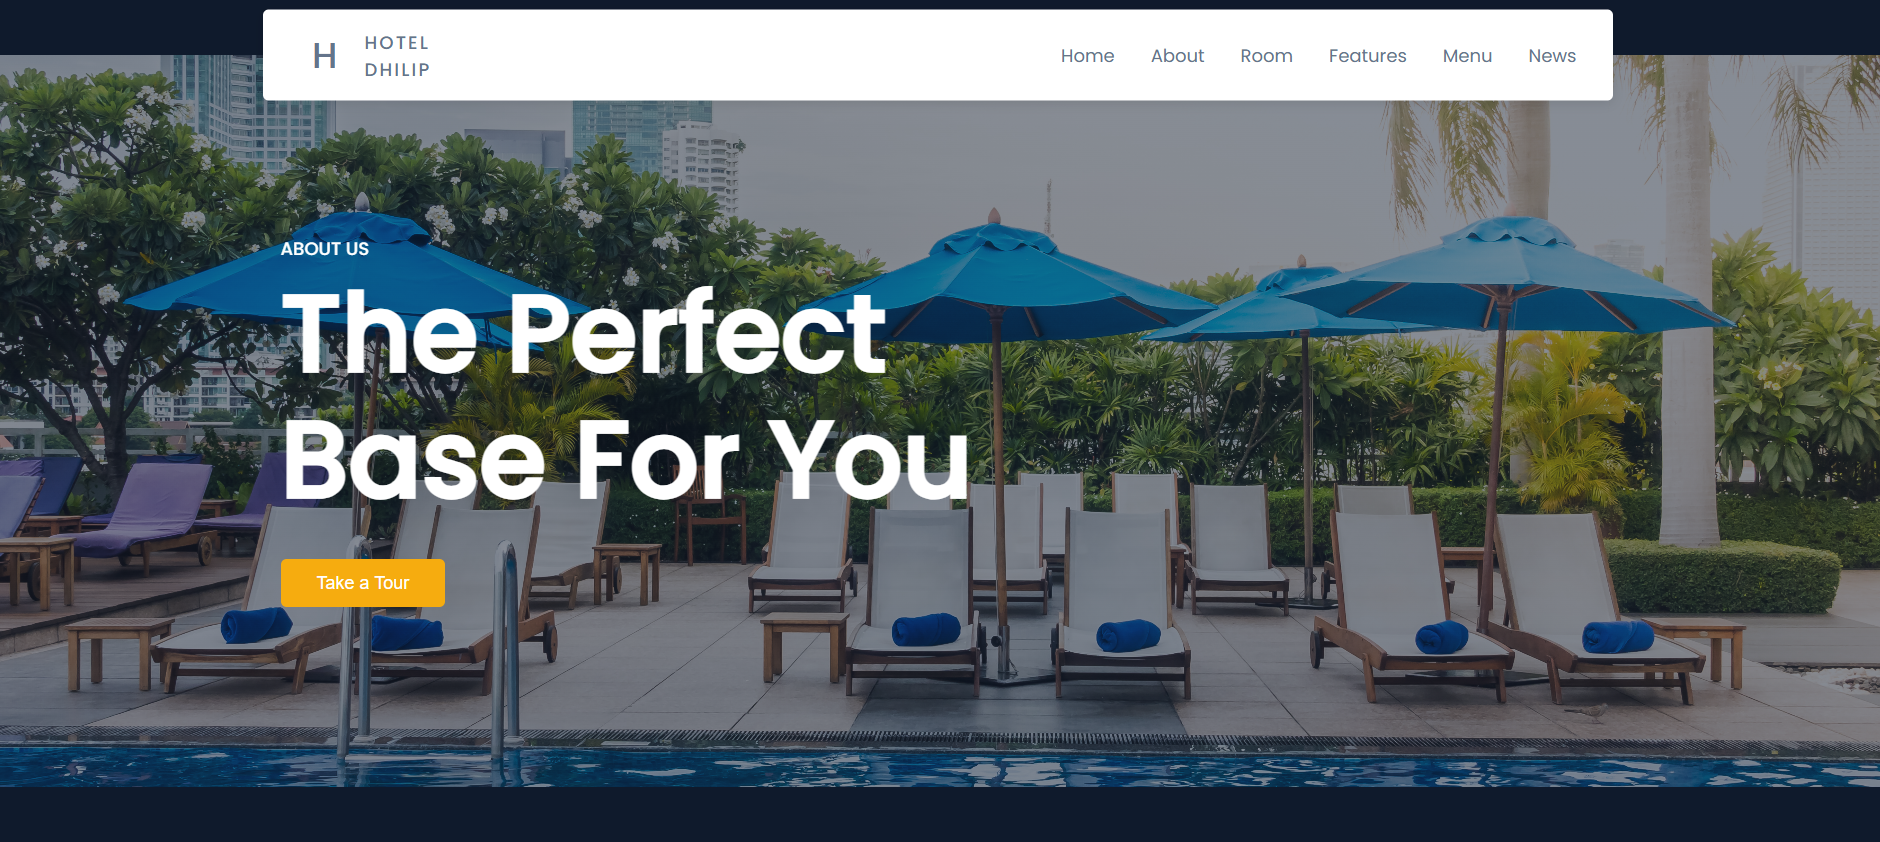 H
HOTEL
DHILIP
Home About Room Features Menu News
ABOUT US
The Perfect
Base For You
Take a Tour